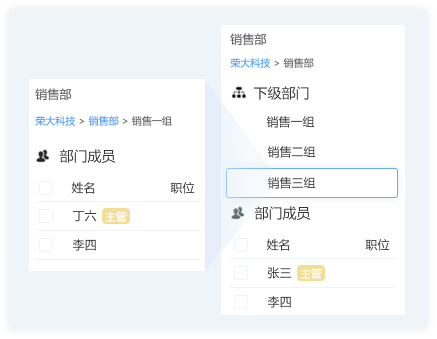 销售部
荣大科技 > 销售部 > 销售一组
部门成员
姓名 职位
丁六 主管
李四
销售部
荣大科技 > 销售部
下级部门
销售一组
销售二组
销售三组
部门成员
姓名 职位
张三 主管
李四